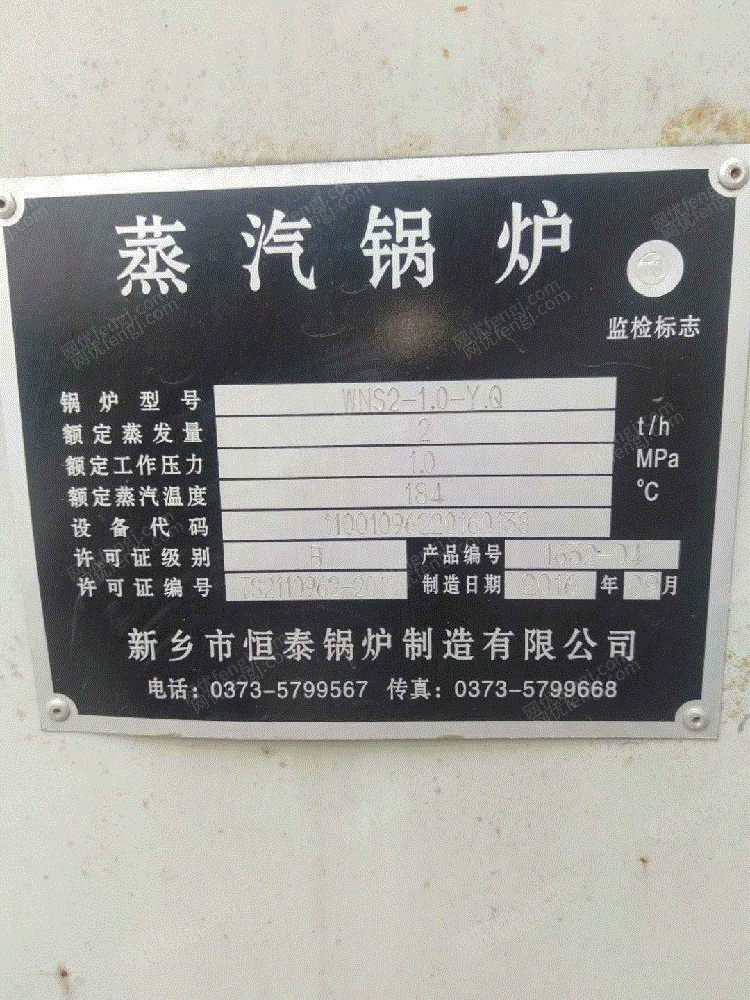 蒸汽锅炉
监检标志
锅炉型号 WNS2-1.0-Y.Q
额定蒸发量 2 t/h
额定工作压力 1.0 MPa
额定蒸汽温度 184 ℃
设备代码
许可证级别 B 产品编号
许可证编号 制造日期 2016 年 09 月
新乡市恒泰锅炉制造有限公司
电话：0373-5799567 传真：0373-5799668